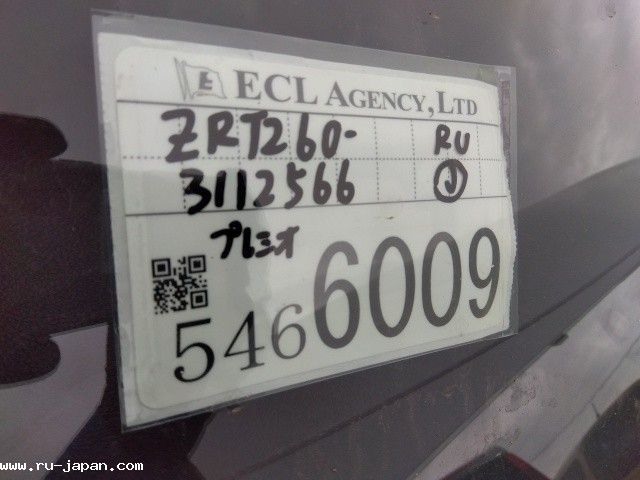 E ECL AGENCY, LTD
ZRT260- RU
3112566 J
プレミオ
5466009
www.ru-japan.com